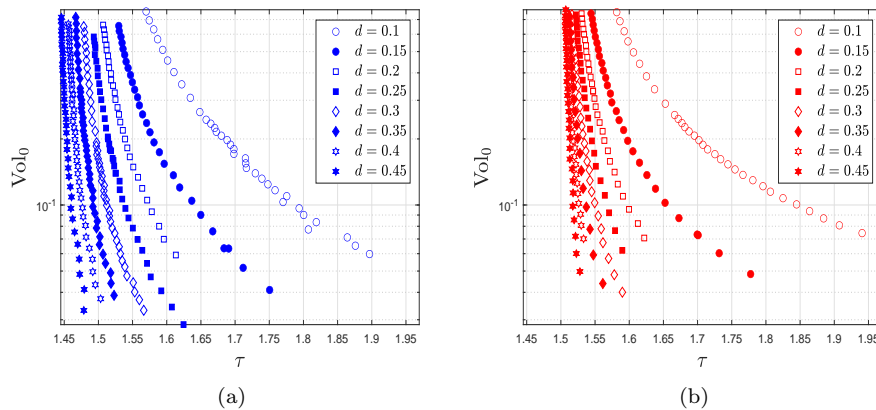 d = 0.1
d = 0.15
d = 0.2
d = 0.25
d = 0.3
d = 0.35
d = 0.4
d = 0.45
Vol₀
10⁻¹
1.45 1.5 1.55 1.6 1.65 1.7 1.75 1.8 1.85 1.9 1.95
τ
(a)
d = 0.1
d = 0.15
d = 0.2
d = 0.25
d = 0.3
d = 0.35
d = 0.4
d = 0.45
Vol₀
10⁻¹
1.45 1.5 1.55 1.6 1.65 1.7 1.75 1.8 1.85 1.9 1.95
τ
(b)